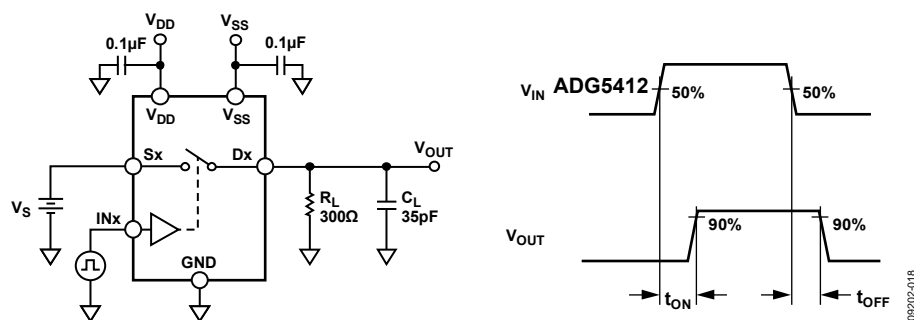 VDD VSS
0.1µF 0.1µF
VDD VSS
Sx Dx VOUT
VS
INx
RL
300Ω
CL
35pF
GND
VIN ADG5412
50% 50%
VOUT
90% 90%
tON tOFF
09202-018